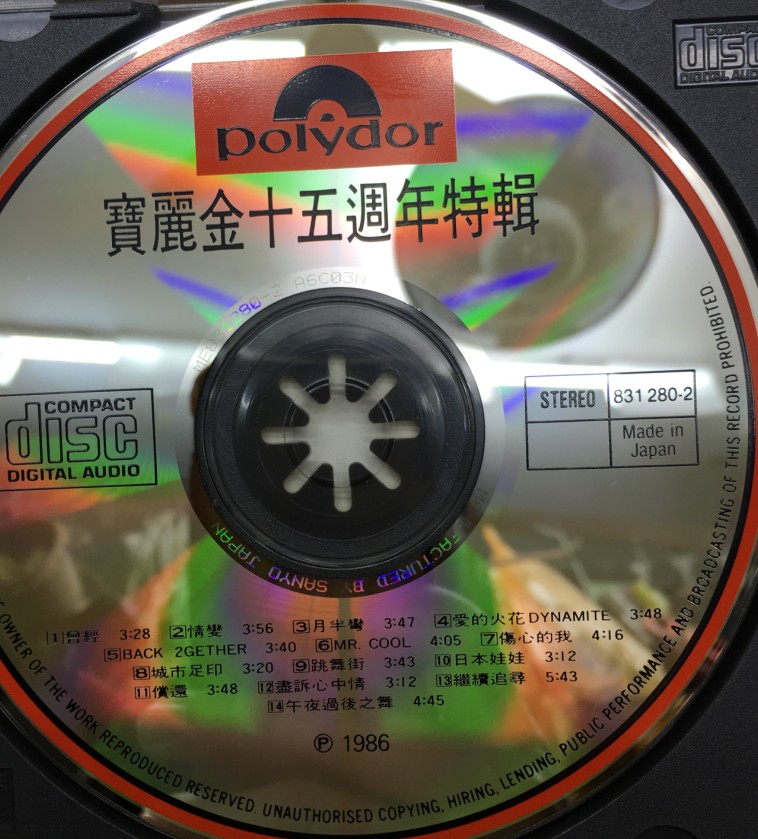 polydor
寶麗金十五週年特輯
COMPACT
disc
DIGITAL AUDIO
disc
DIGITAL
A6C03N
STEREO 831 280-2
Made in
Japan
FACTURED BY SANYO JAPAN
1 曾經 3:28 2 情變 3:56 3 月半彎 3:47 4 愛的火花 DYNAMITE 3:48
5 BACK 2GETHER 3:40 6 MR. COOL 4:05 7 傷心的我 4:16
8 城市足印 3:20 9 跳舞街 3:43 10 日本娃娃 3:12
11 償還 3:48 12 盡訴心中情 3:12 13 繼續追尋 5:43
14 午夜過後之舞 4:45
℗ 1986
OWNER OF THE WORK REPRODUCED RESERVED. UNAUTHORISED COPYING, HIRING, LENDING, PUBLIC PERFORMANCE AND BROADCASTING OF THIS RECORD PROHIBITED.